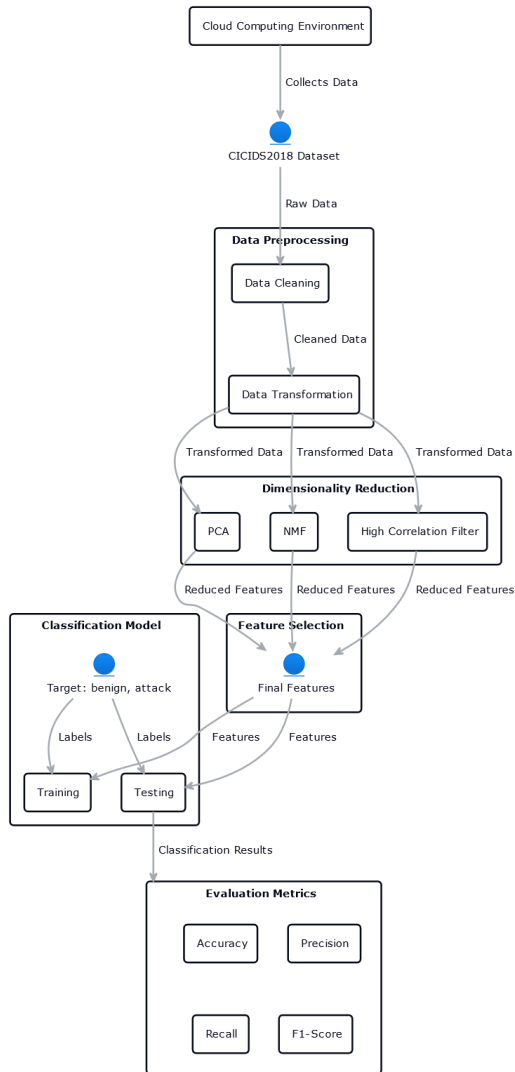 Cloud Computing Environment
Collects Data
CICIDS2018 Dataset
Raw Data
Data Preprocessing
Data Cleaning
Cleaned Data
Data Transformation
Transformed Data
Transformed Data
Transformed Data
Dimensionality Reduction
PCA
NMF
High Correlation Filter
Reduced Features
Reduced Features
Reduced Features
Classification Model
Feature Selection
Target: benign, attack
Final Features
Labels
Labels
Features
Features
Training
Testing
Classification Results
Evaluation Metrics
Accuracy
Precision
Recall
F1-Score